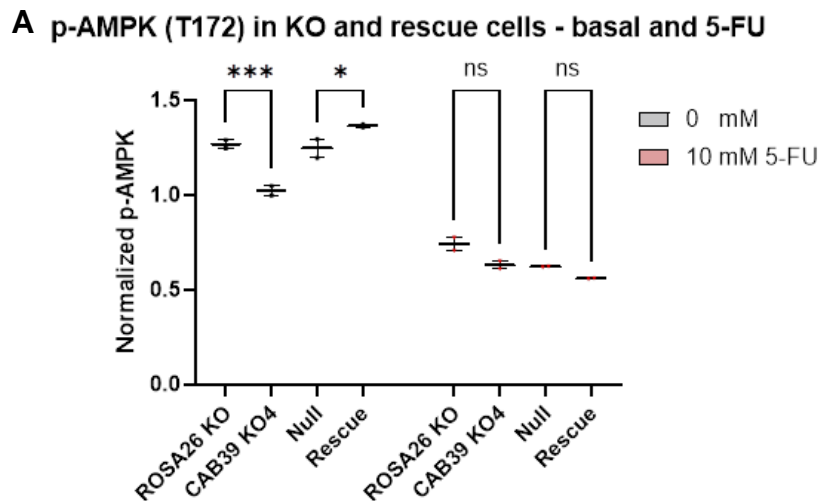 A p-AMPK (T172) in KO and rescue cells - basal and 5-FU
*** * ns ns
1.5
1.0
0.5
0.0
Normalized p-AMPK
0 mM
10 mM 5-FU
ROSA26 KO
CAB39 KO4
Null
Rescue
ROSA26 KO
CAB39 KO4
Null
Rescue